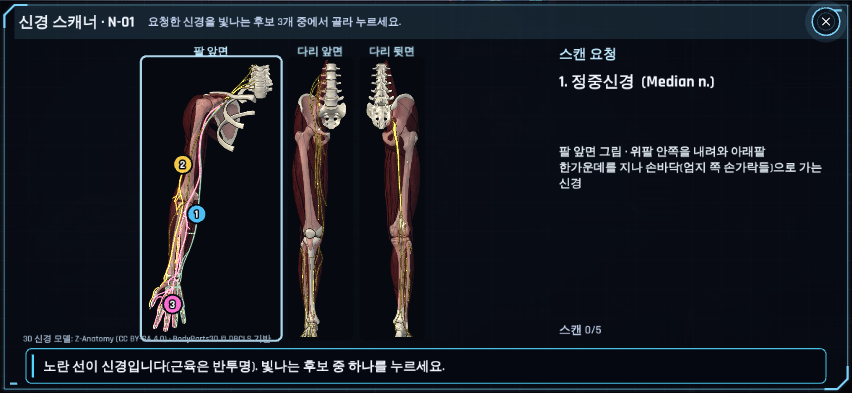 신경 스캐너 · N-01
요청한 신경을 빛나는 후보 3개 중에서 골라 누르세요.
팔 앞면
다리 앞면
다리 뒷면
스캔 요청
1. 정중신경 (Median n.)
팔 앞면 그림 · 위팔 안쪽을 내려와 아래팔
한가운데를 지나 손바닥(엄지 쪽 손가락들)으로 가는
신경
2
1
3
스캔 0/5
3D 신경 모델: Z-Anatomy (CC BY-SA 4.0) · BodyParts3D © DBCLS 기반
노란 선이 신경입니다(근육은 반투명). 빛나는 후보 중 하나를 누르세요.